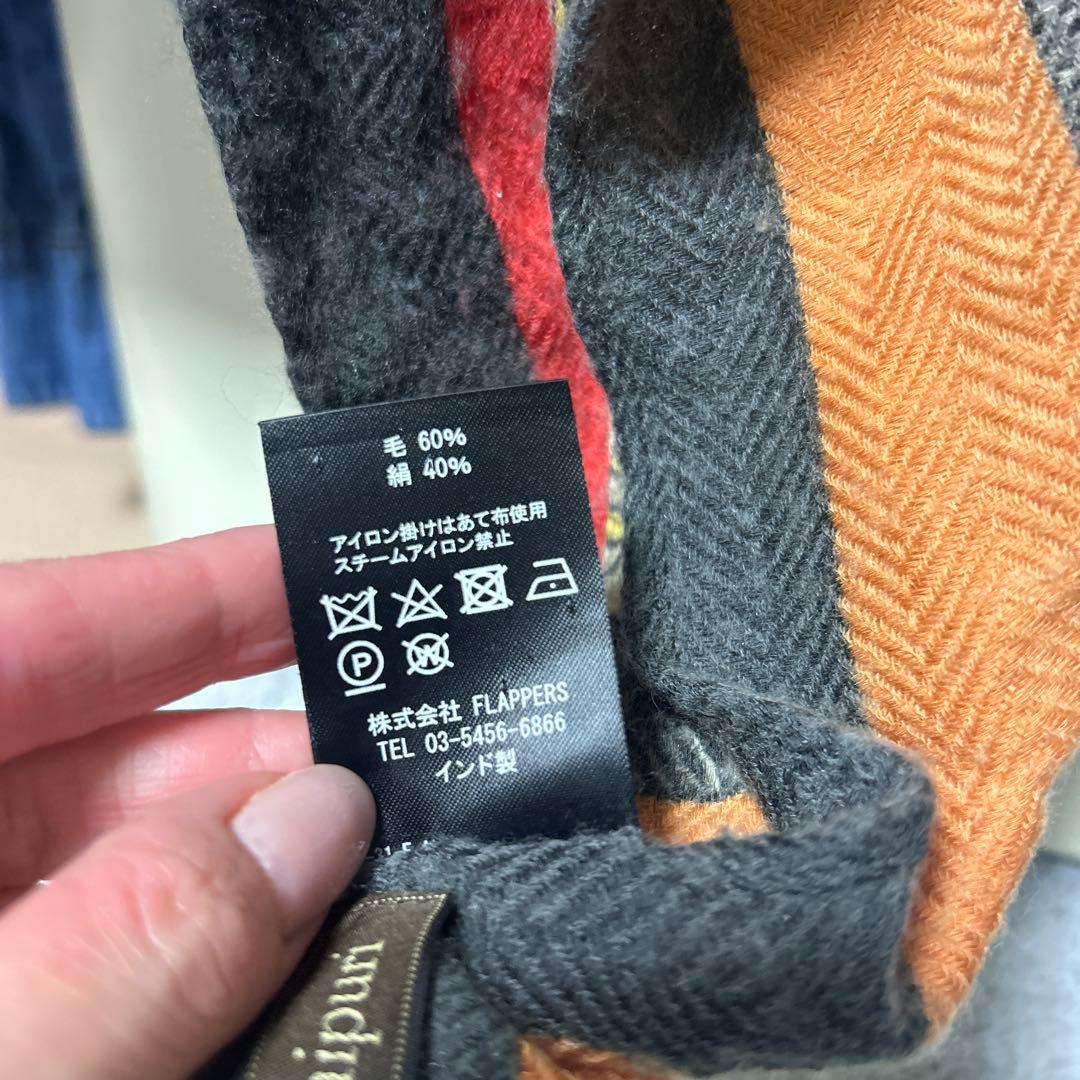 毛 60%
絹 40%
アイロン掛けはあて布使用
スチームアイロン禁止
P W
株式会社 FLAPPERS
TEL 03-5456-6866
インド製
ipuri